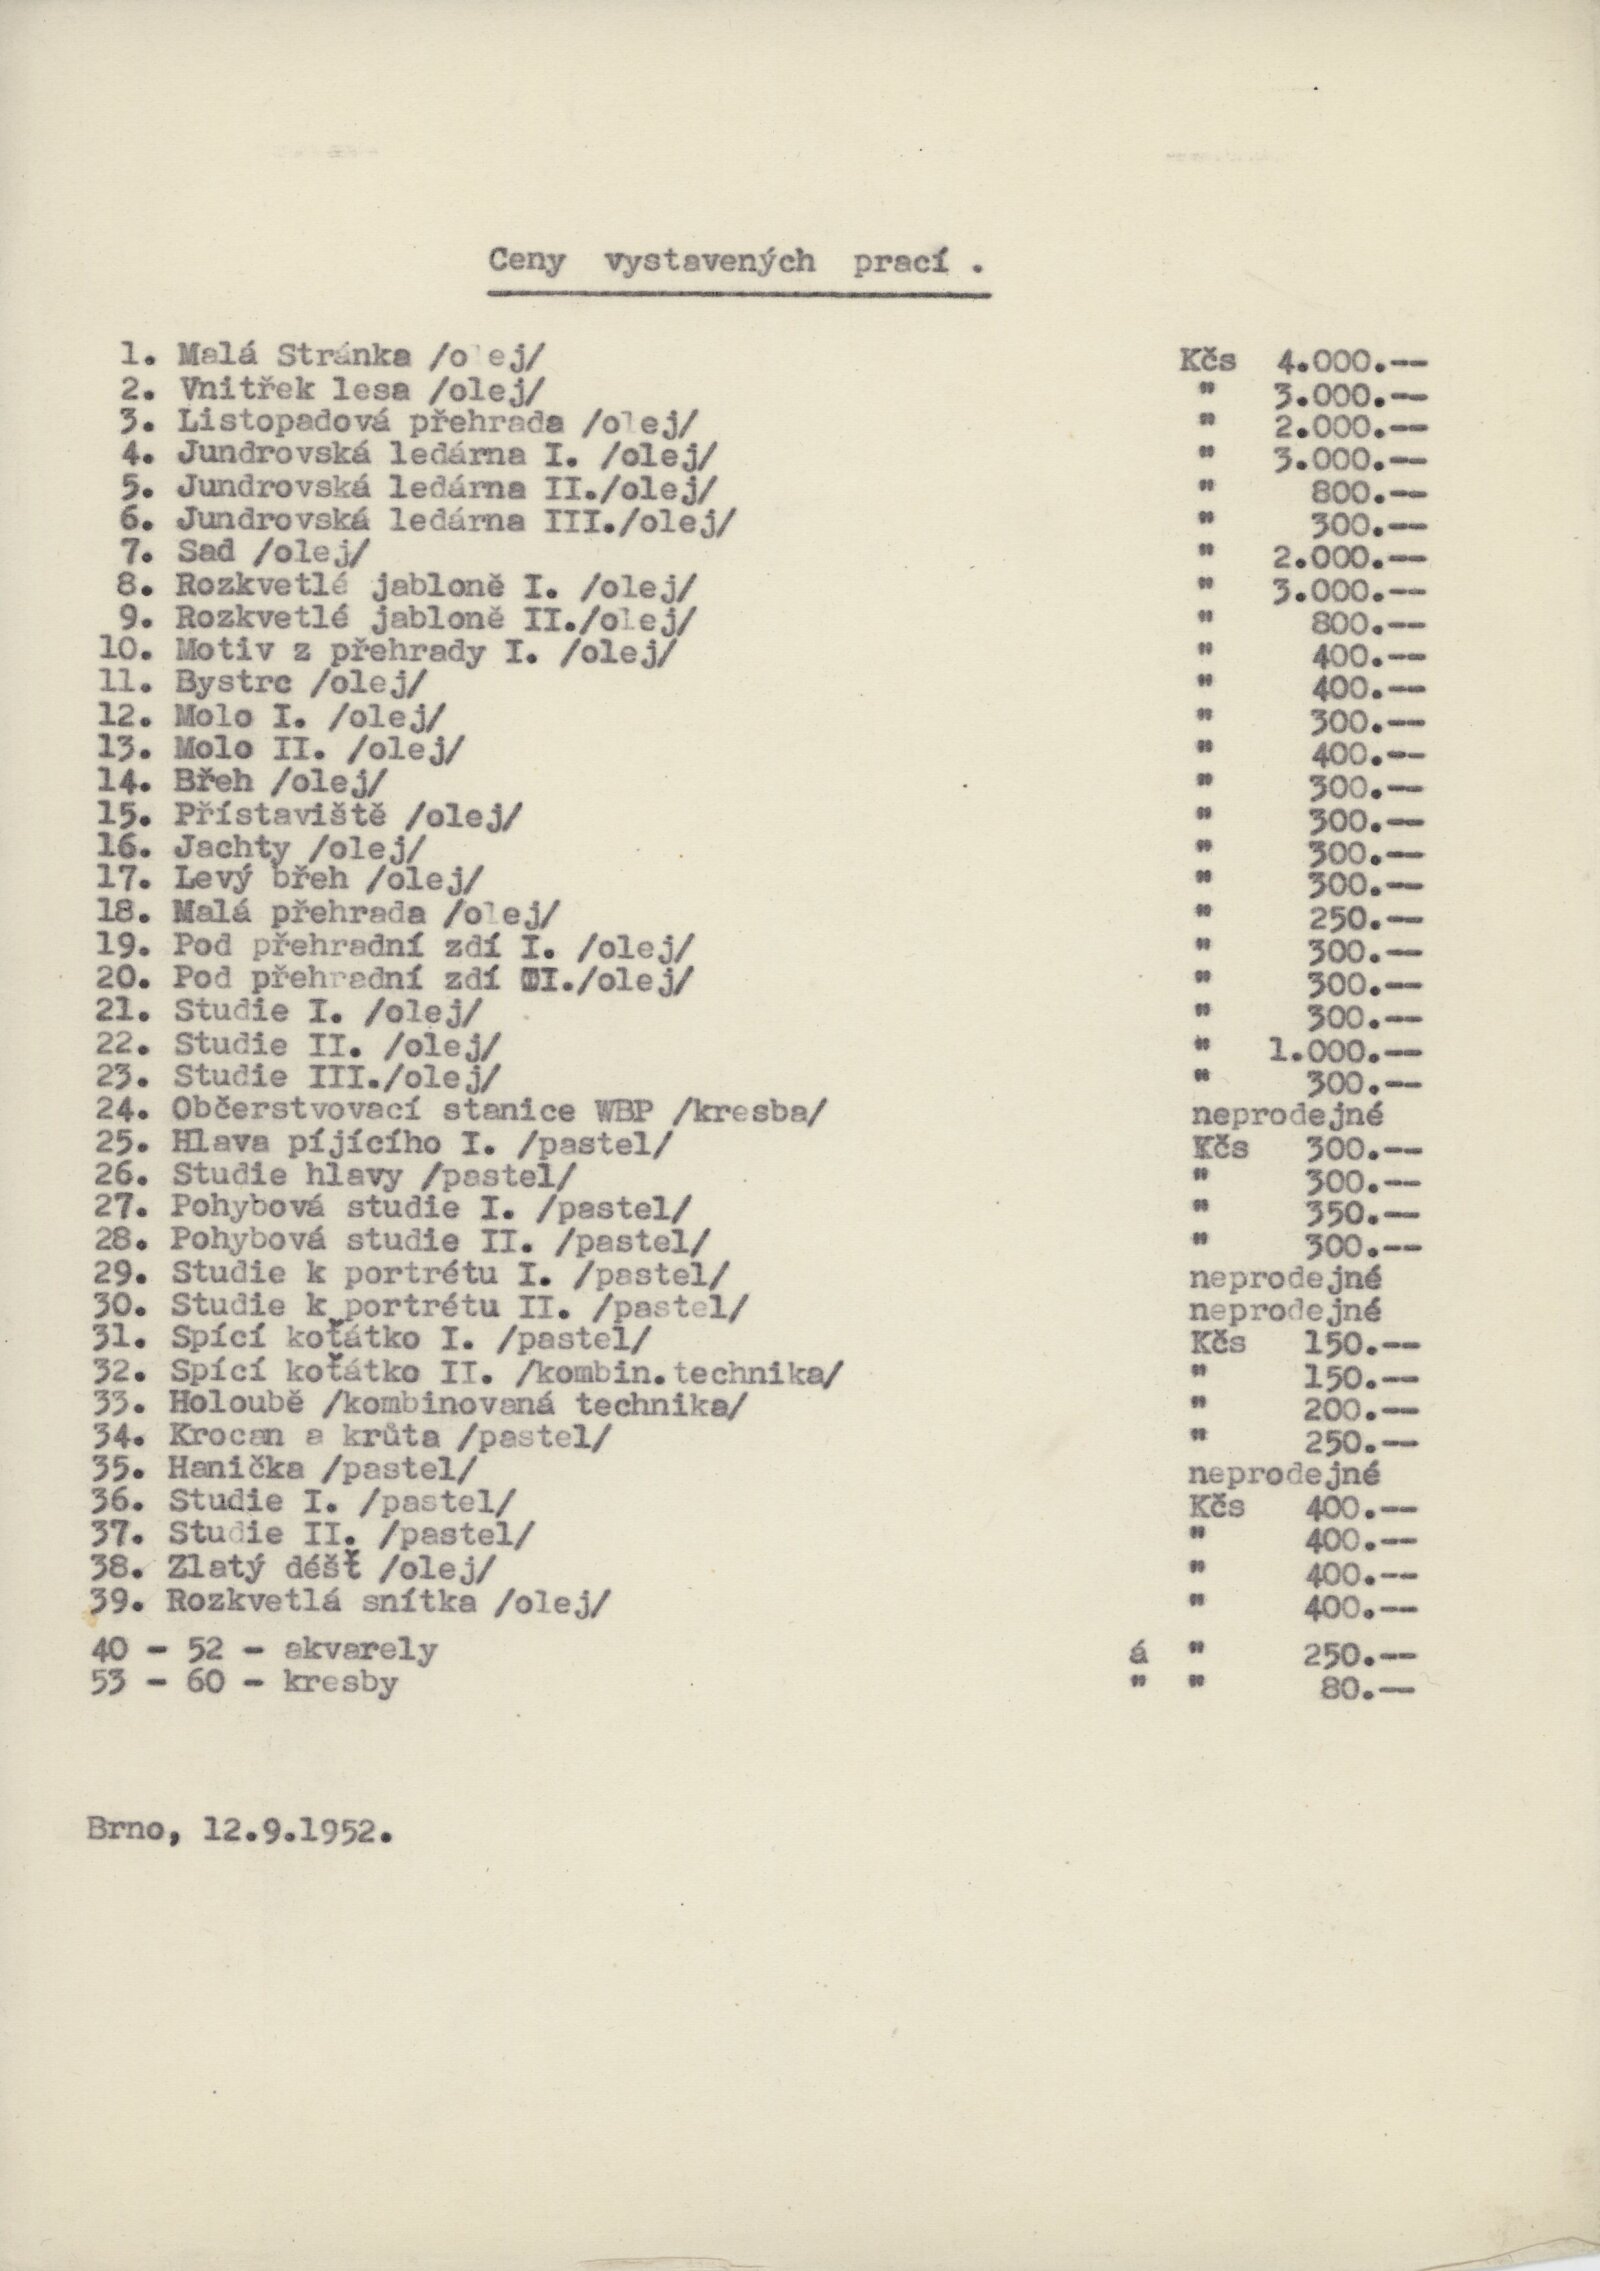 Ceny vystavených prací .
1. Malá Stránka /olej/ Kčs 4.000.--
2. Vnitřek lesa /olej/ " 3.000.--
3. Listopadová přehrada /olej/ " 2.000.--
4. Jundrovská ledárna I. /olej/ " 3.000.--
5. Jundrovská ledárna II./olej/ " 800.--
6. Jundrovská ledárna III./olej/ " 300.--
7. Sad /olej/ " 2.000.--
8. Rozkvetlé jabloně I. /olej/ " 3.000.--
9. Rozkvetlé jabloně II./olej/ " 800.--
10. Motiv z přehrady I. /olej/ " 400.--
11. Bystrc /olej/ " 400.--
12. Molo I. /olej/ " 300.--
13. Molo II. /olej/ " 400.--
14. Břeh /olej/ " 300.--
15. Přístaviště /olej/ " 300.--
16. Jachty /olej/ " 300.--
17. Levý břeh /olej/ " 300.--
18. Malá přehrada /olej/ " 250.--
19. Pod přehradní zdí I. /olej/ " 300.--
20. Pod přehradní zdí II./olej/ " 300.--
21. Studie I. /olej/ " 300.--
22. Studie II. /olej/ " 1.000.--
23. Studie III./olej/ " 300.--
24. Občerstvovací stanice WBP /kresba/ neprodejné
25. Hlava píjícího I. /pastel/ Kčs 300.--
26. Studie hlavy /pastel/ " 300.--
27. Pohybová studie I. /pastel/ " 350.--
28. Pohybová studie II. /pastel/ " 300.--
29. Studie k portrétu I. /pastel/ neprodejné
30. Studie k portrétu II. /pastel/ neprodejné
31. Spící koťátko I. /pastel/ Kčs 150.--
32. Spící koťátko II. /kombin.technika/ " 150.--
33. Holoubě /kombinovaná technika/ " 200.--
34. Krocan a krůta /pastel/ " 250.--
35. Hanička /pastel/ neprodejné
36. Studie I. /pastel/ Kčs 400.--
37. Studie II. /pastel/ " 400.--
38. Zlatý déšť /olej/ " 400.--
39. Rozkvetlá snítka /olej/ " 400.--
40 - 52 - akvarely á " 250.--
53 - 60 - kresby " " 80.--
Brno, 12.9.1952.